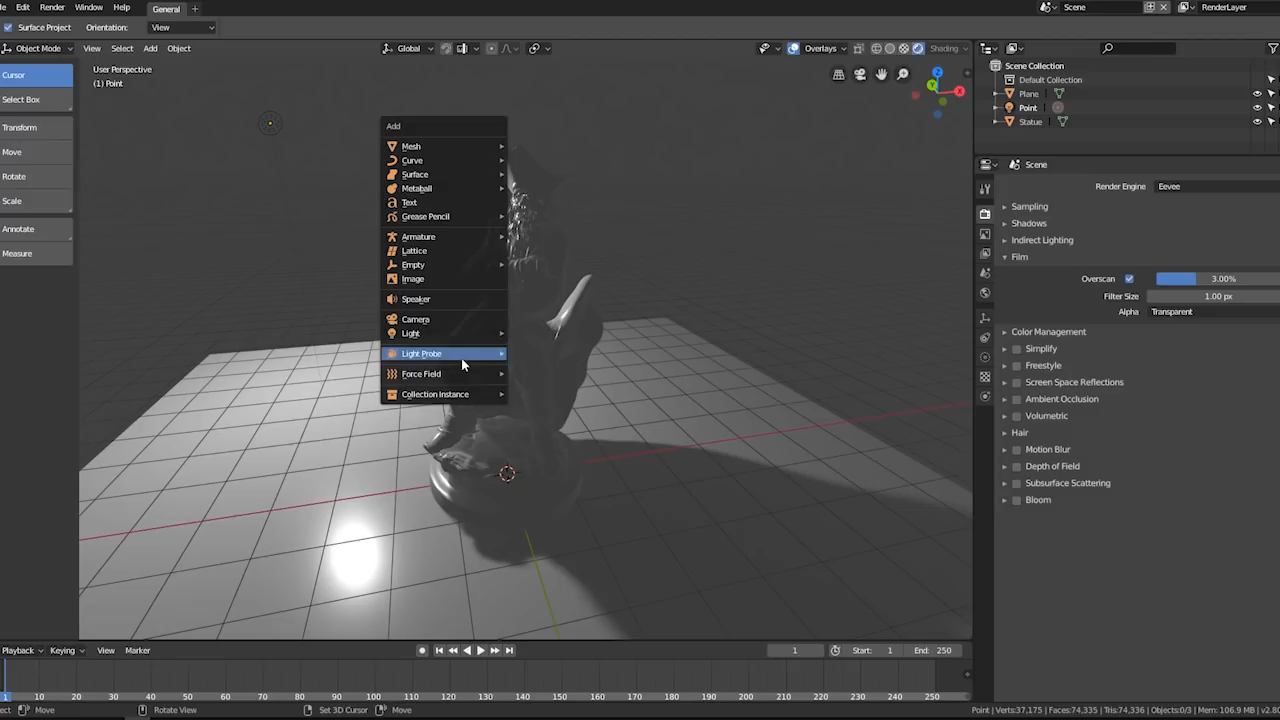 Edit Render Window Help General + Scene RenderLayer
Surface Project Orientation: View
Object Mode View Select Add Object Global Overlays Shading
User Perspective
(1) Point
Cursor
Select Box
Transform
Move
Rotate
Scale
Annotate
Measure
Add
Mesh
Curve
Surface
Metaball
Text
Grease Pencil
Armature
Lattice
Empty
Image
Speaker
Camera
Light
Light Probe
Force Field
Collection Instance
Z
Y
X
Scene Collection
Default Collection
Plane
Point
Statue
Scene
Render Engine Eevee
Sampling
Shadows
Indirect Lighting
Film
Overscan 3.00%
Filter Size 1.00 px
Alpha Transparent
Color Management
Simplify
Freestyle
Screen Space Reflections
Ambient Occlusion
Volumetric
Hair
Motion Blur
Depth of Field
Subsurface Scattering
Bloom
Playback Keying View Marker 1 Start: 1 End: 250
1 10 20 30 40 50 60 70 80 90 100 110 120 130 140 150 160 170 180 190 200 210 220 230 240 250
ect Move Rotate View Set 3D Cursor Move Point | Verts:37,175 | Faces:74,335 | Tris:74,336 | Objects:0/3 | Mem: 106.9 MB | v2.80